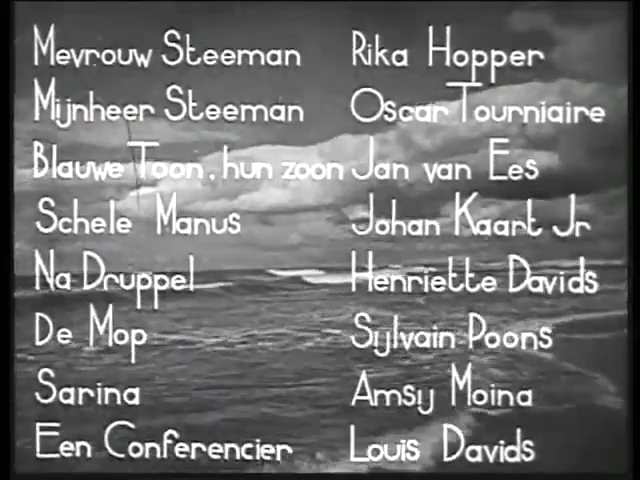 Mevrouw Steeman Rika Hopper
Mijnheer Steeman Oscar Tourniaire
Blauwe Toon, hun zoon Jan van Ees
Schele Manus Johan Kaart Jr
Na Druppel Henriette Davids
De Mop Sylvain Poons
Sarina Amsy Moina
Een Conferencier Louis Davids